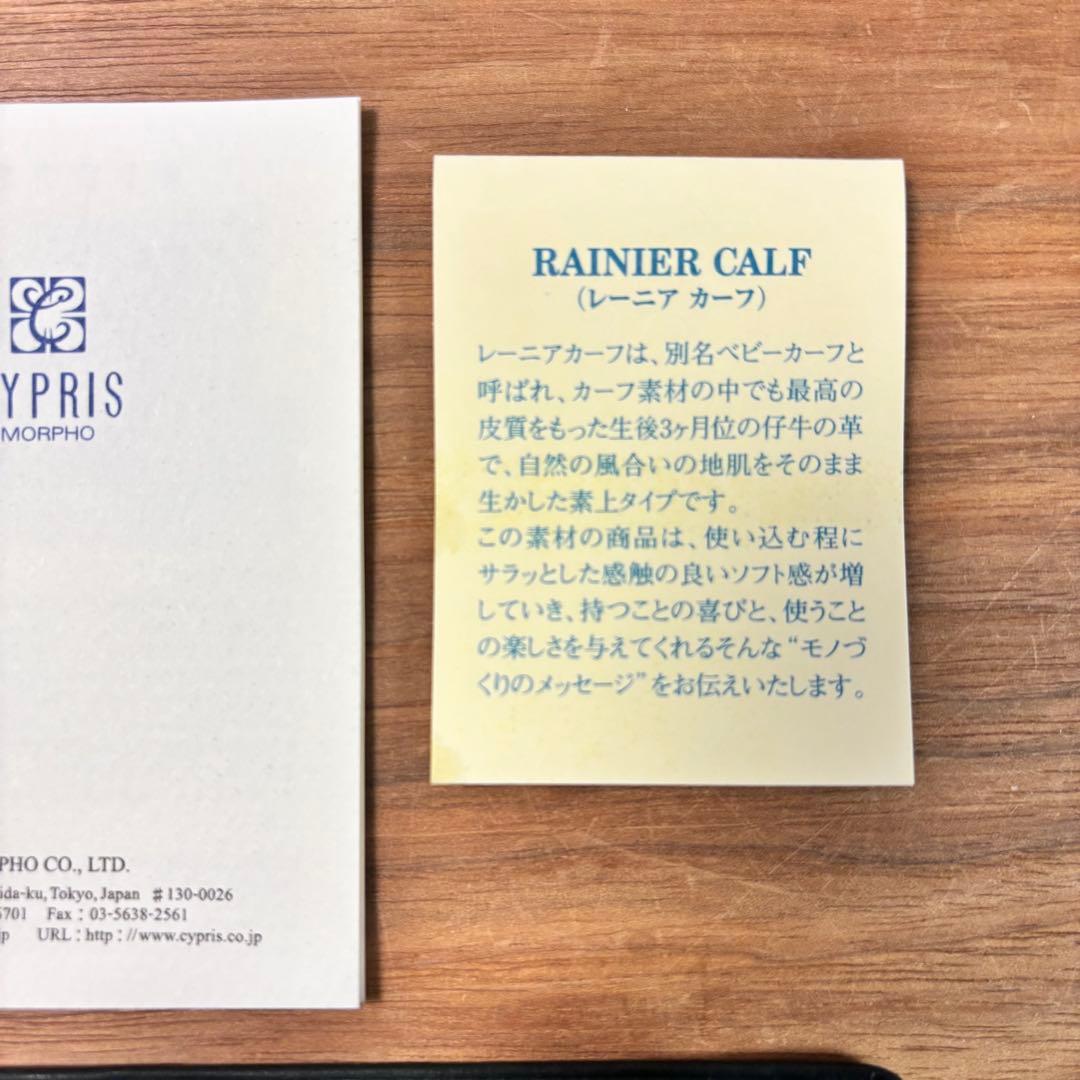 YPRIS
MORPHO
PHO CO., LTD.
ida-ku, Tokyo, Japan ♯130-0026
5701 Fax : 03-5638-2561
jp URL : http : //www.cypris.co.jp
RAINIER CALF
（レーニア カーフ）
レーニアカーフは、別名ベビーカーフと
呼ばれ、カーフ素材の中でも最高の
皮質をもった生後3ヶ月位の仔牛の革
で、自然の風合いの地肌をそのまま
生かした素上タイプです。
この素材の商品は、使い込む程に
サラッとした感触の良いソフト感が増
していき、持つことの喜びと、使うこと
の楽しさを与えてくれるそんな“モノづ
くりのメッセージ”をお伝えいたします。